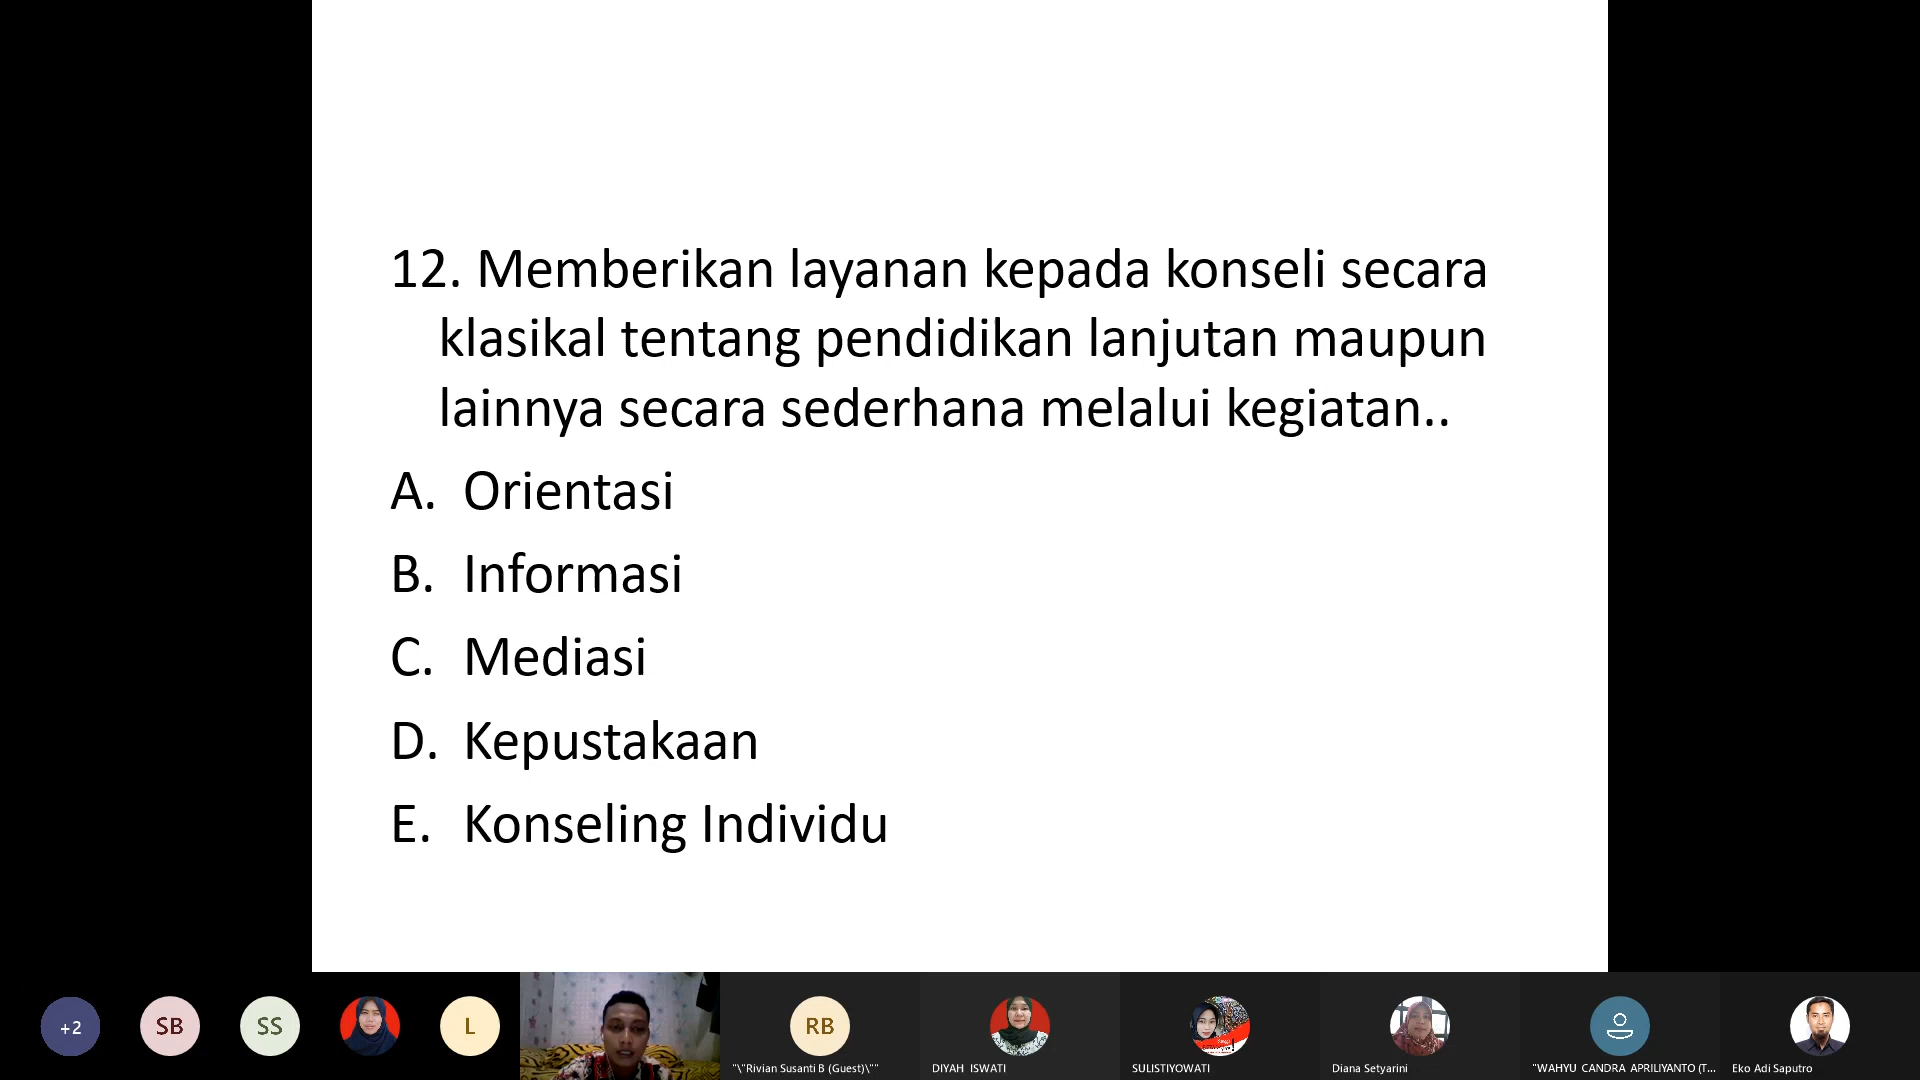 12. Memberikan layanan kepada konseli secara
klasikal tentang pendidikan lanjutan maupun
lainnya secara sederhana melalui kegiatan..
A. Orientasi
B. Informasi
C. Mediasi
D. Kepustakaan
E. Konseling Individu
+2
SB
SS
L
RB
"\"Rivian Susanti B (Guest)\""
DIYAH ISWATI
SULISTIYOWATI
Diana Setyarini
"WAHYU CANDRA APRILIYANTO (T...
Eko Adi Saputro